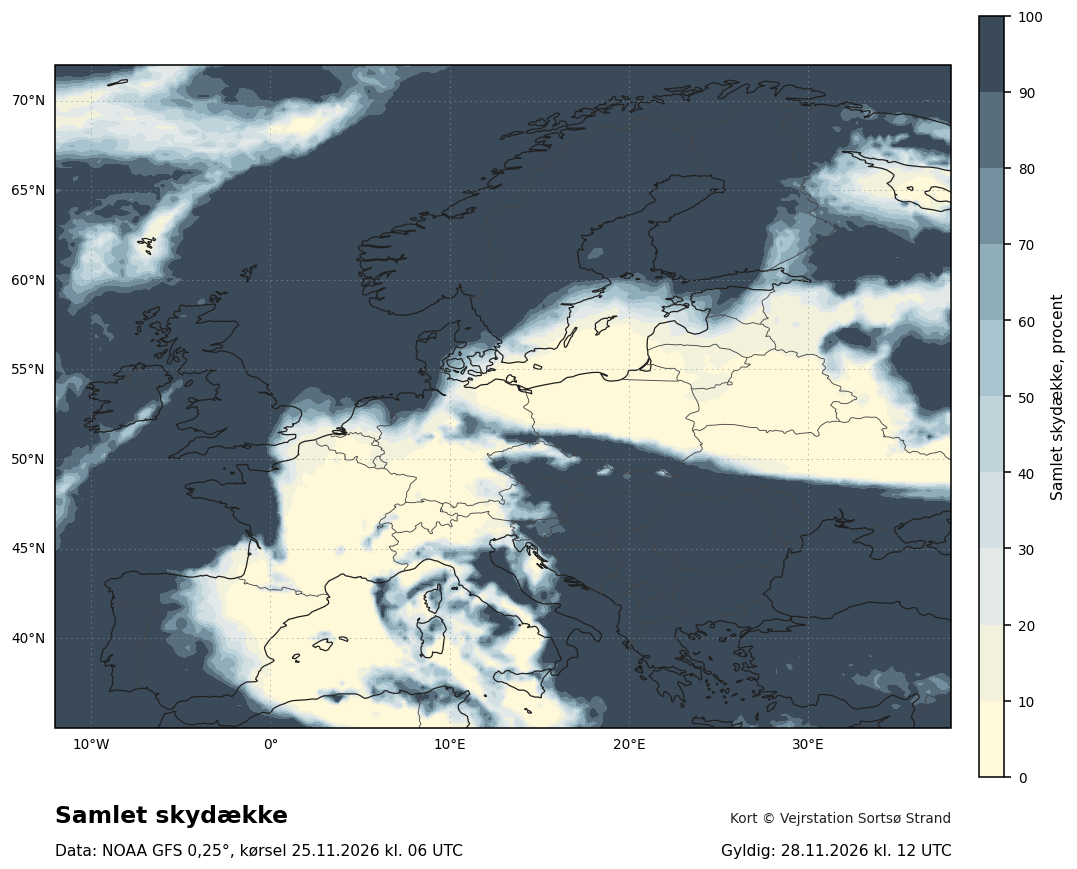 100
90
80
70
60
50
40
30
20
10
0
Samlet skydække, procent
70°N
65°N
60°N
55°N
50°N
45°N
40°N
10°W
0°
10°E
20°E
30°E
Samlet skydække
Kort © Vejrstation Sortsø Strand
Data: NOAA GFS 0,25°, kørsel 25.11.2026 kl. 06 UTC
Gyldig: 28.11.2026 kl. 12 UTC